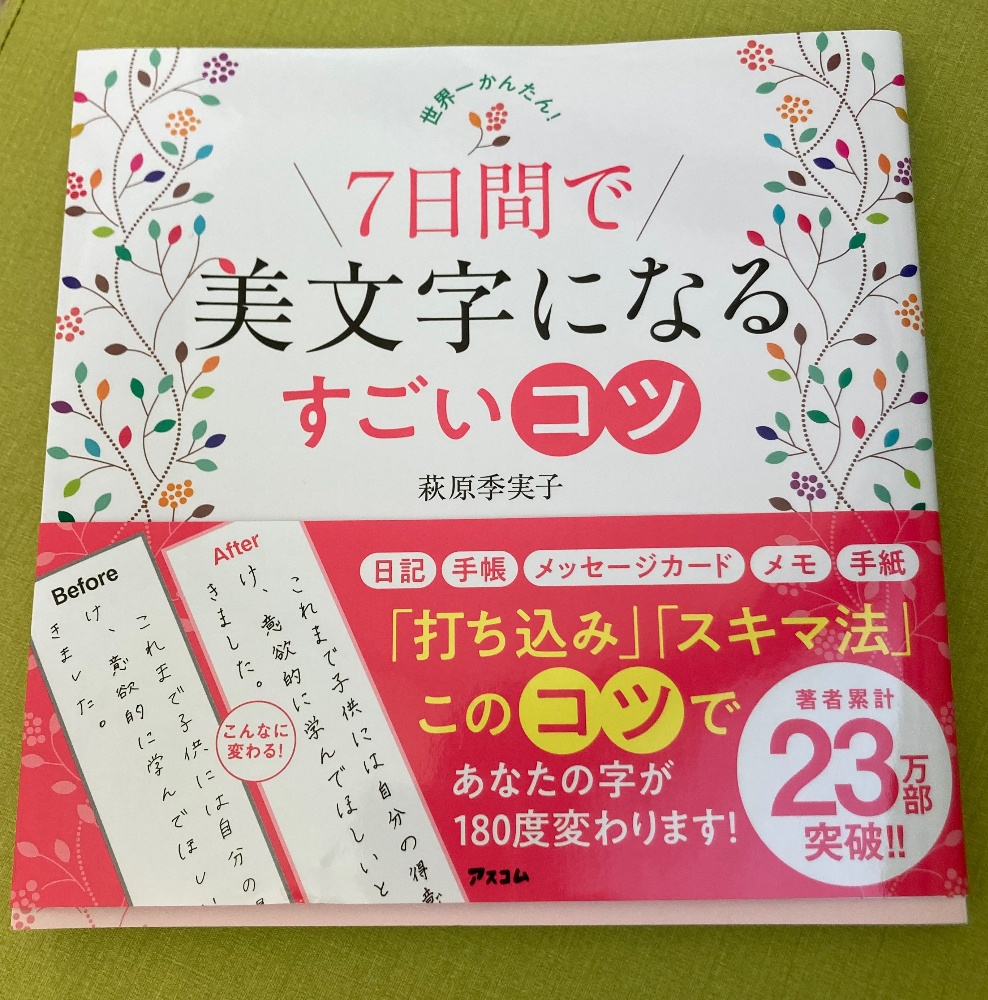 世界一かんたん!
7日間で
美文字になる
すごいコツ
萩原季実子
日記 手帳 メッセージカード メモ 手紙
「打ち込み」「スキマ法」
このコツで
あなたの字が
180度変わります!
著者累計
23万部
突破!!
アスコム
After
これまで子供には自分の得意
け、意欲的に学んでほしいと
きました。
こんなに
変わる!
Before
これまで子供には自分の
け、意欲的に学んでほしい
きました。